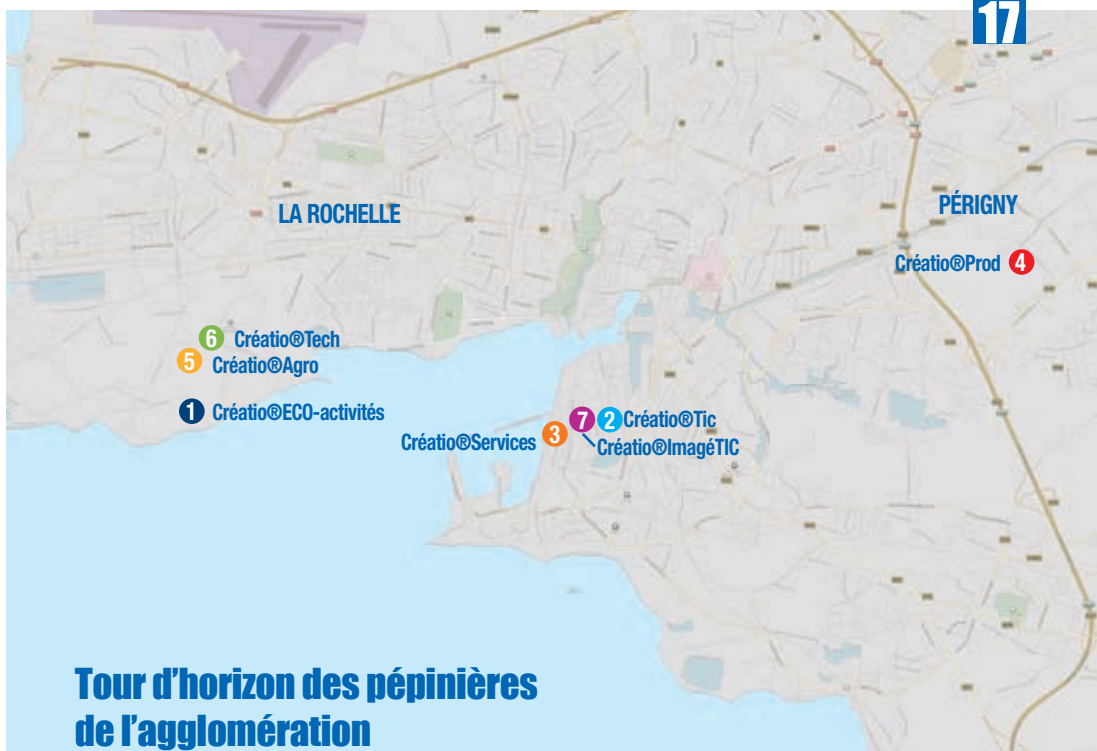 17
LA ROCHELLE
PÉRIGNY
Créatio®Prod 4
6 Créatio®Tech
5 Créatio®Agro
1 Créatio®ECO-activités
7 2 Créatio®Tic
Créatio®Services 3
Créatio®ImagéTIC
Tour d'horizon des pépinières
de l'agglomération